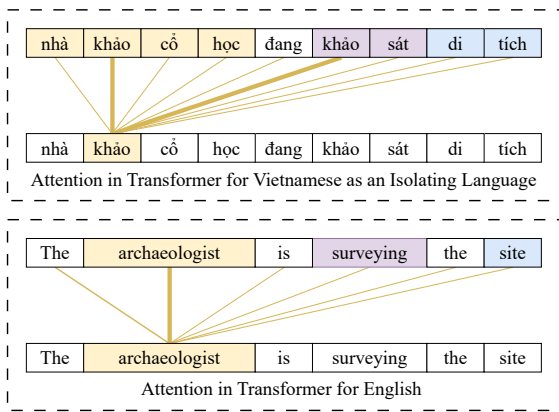 nhà khảo cổ học đang khảo sát di tích
nhà khảo cổ học đang khảo sát di tích
Attention in Transformer for Vietnamese as an Isolating Language
The archaeologist is surveying the site
The archaeologist is surveying the site
Attention in Transformer for English